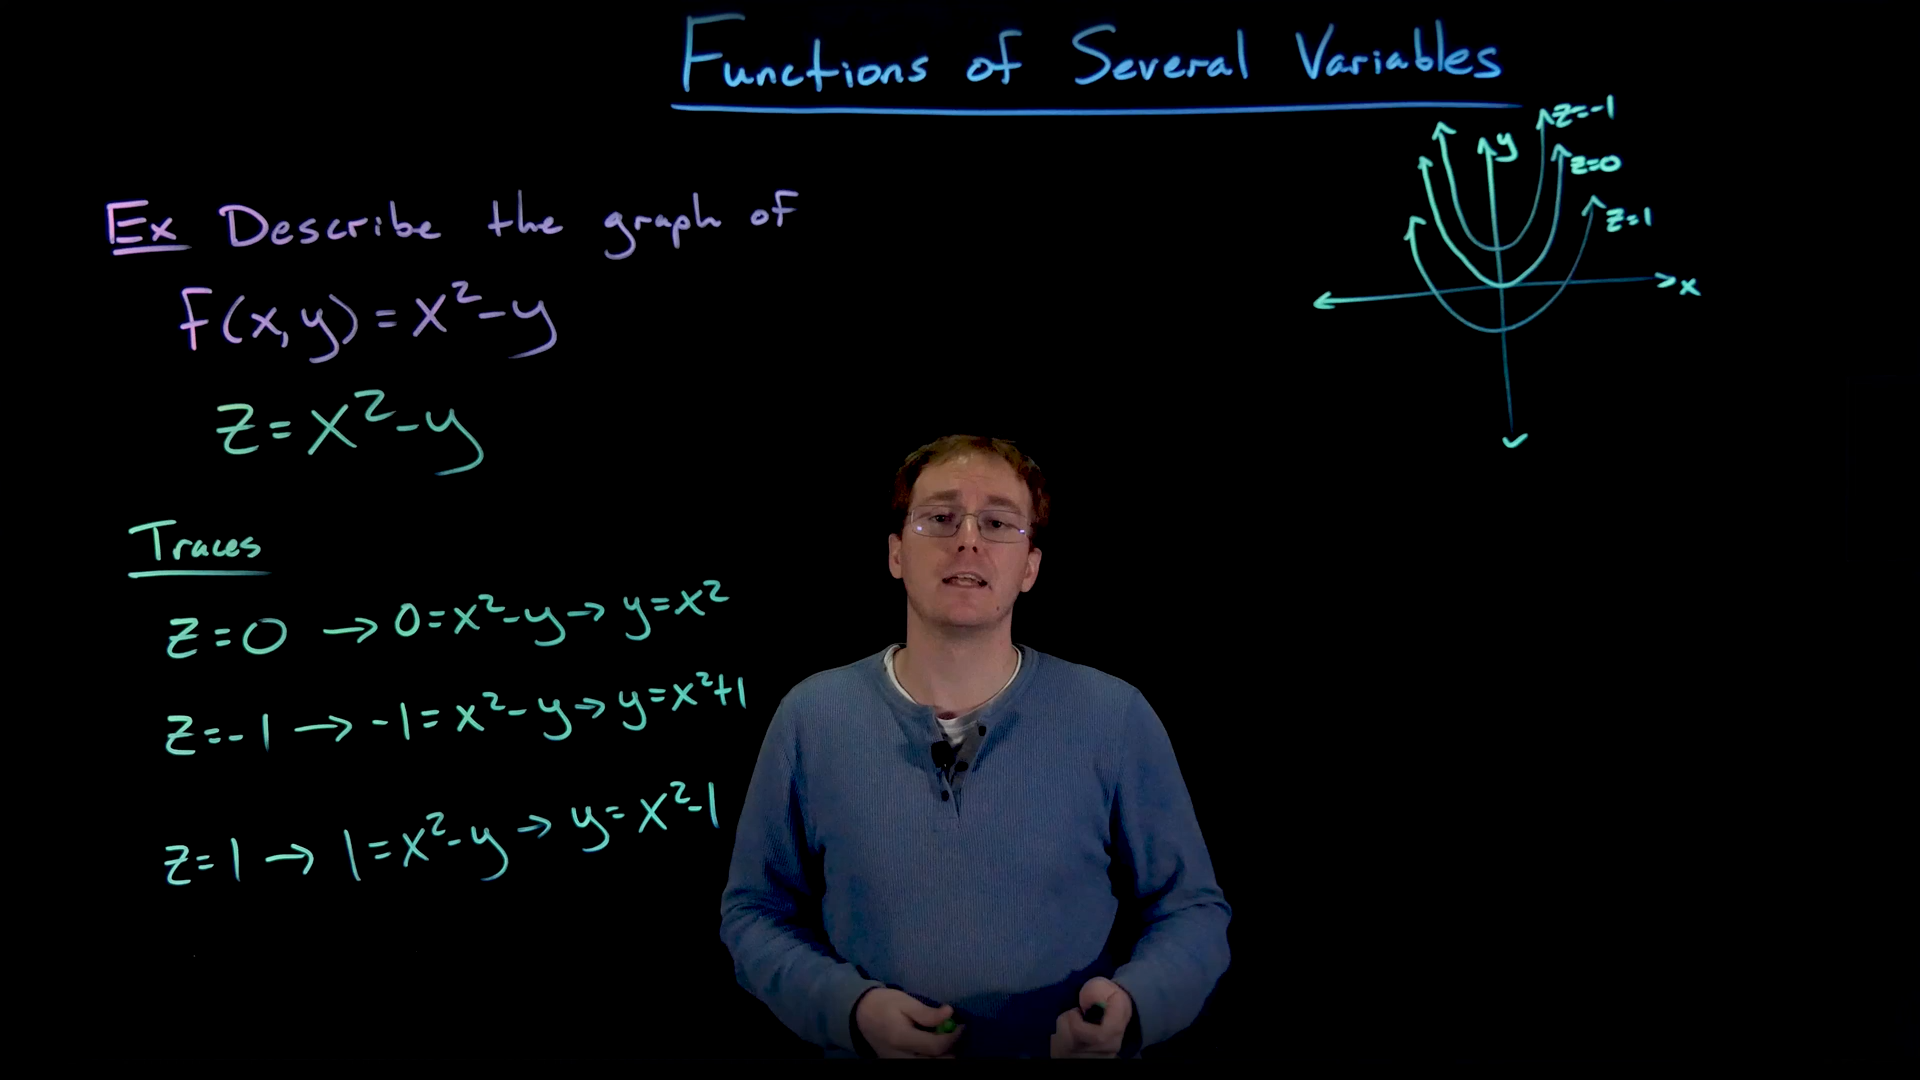 Functions of Several Variables
Ex Describe the graph of
f(x,y)=x²-y
z=x²-y
Traces
z=0 → 0=x²-y → y=x²
z=-1 → -1=x²-y → y=x²+1
z=1 → 1=x²-y → y=x²-1
z=-1
y
z=0
z=1
x